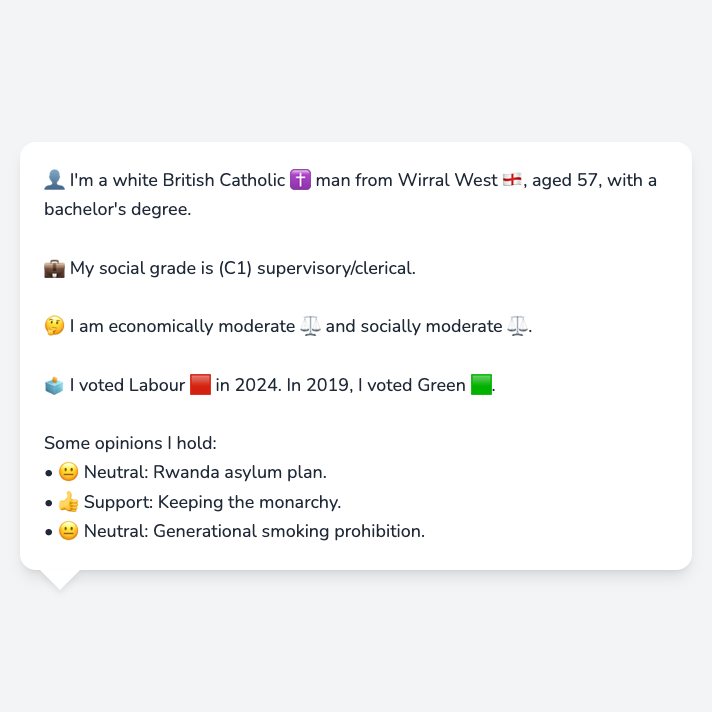 👤 I'm a white British Catholic ✝️ man from Wirral West 🏴󠁧󠁢󠁥󠁮󠁧󠁿, aged 57, with a
bachelor's degree.
💼 My social grade is (C1) supervisory/clerical.
🤔 I am economically moderate ⚖️ and socially moderate ⚖️.
🗳️ I voted Labour 🟥 in 2024. In 2019, I voted Green 🟩.
Some opinions I hold:
• 😐 Neutral: Rwanda asylum plan.
• 👍 Support: Keeping the monarchy.
• 😐 Neutral: Generational smoking prohibition.